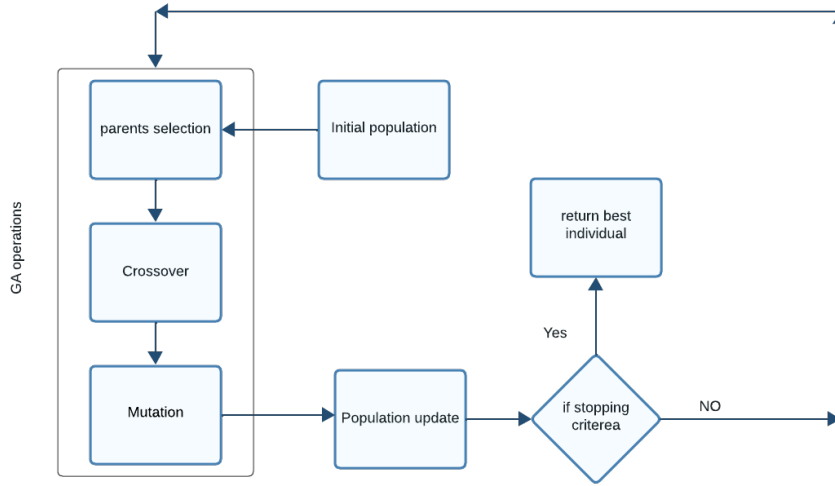 parents selection
Initial population
GA operations
Crossover
return best
individual
Yes
Mutation
Population update
if stopping
criterea
NO